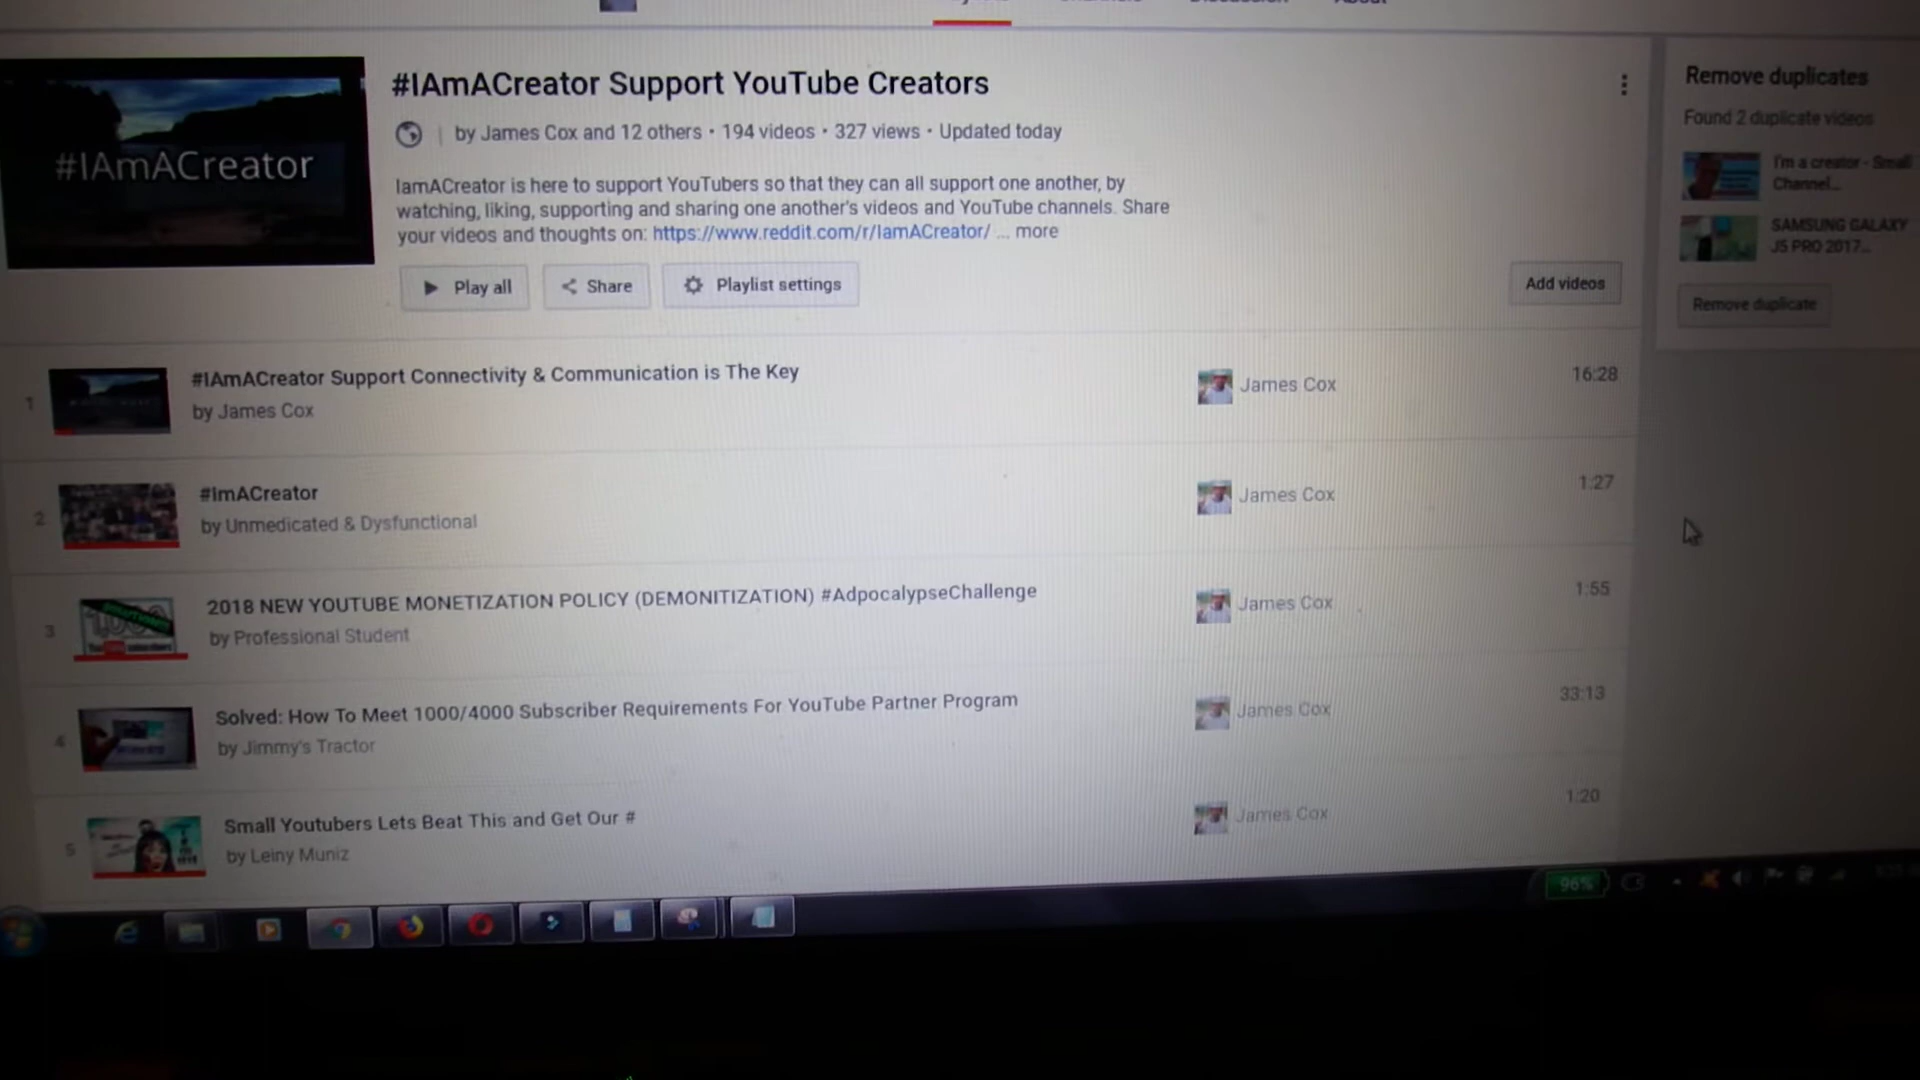 #IAmACreator
#IAmACreator Support YouTube Creators
by James Cox and 12 others • 194 videos • 327 views • Updated today
IamACreator is here to support YouTubers so that they can all support one another, by
watching, liking, supporting and sharing one another's videos and YouTube channels. Share
your videos and thoughts on: https://www.reddit.com/r/IamACreator/ ... more
Play all
Share
Playlist settings
Add videos
Remove duplicates
Found 2 duplicate videos
I'm a creator - Small
Channel...
SAMSUNG GALAXY
J5 PRO 2017...
Remove duplicate
1
#IAmACreator Support Connectivity & Communication is The Key
by James Cox
James Cox
16:28
2
#ImACreator
by Unmedicated & Dysfunctional
James Cox
1:27
3
2018 NEW YOUTUBE MONETIZATION POLICY (DEMONITIZATION) #AdpocalypseChallenge
by Professional Student
James Cox
1:55
4
Solved: How To Meet 1000/4000 Subscriber Requirements For YouTube Partner Program
by Jimmy's Tractor
James Cox
33:13
5
Small Youtubers Lets Beat This and Get Our #
by Leiny Muniz
James Cox
1:20
96%